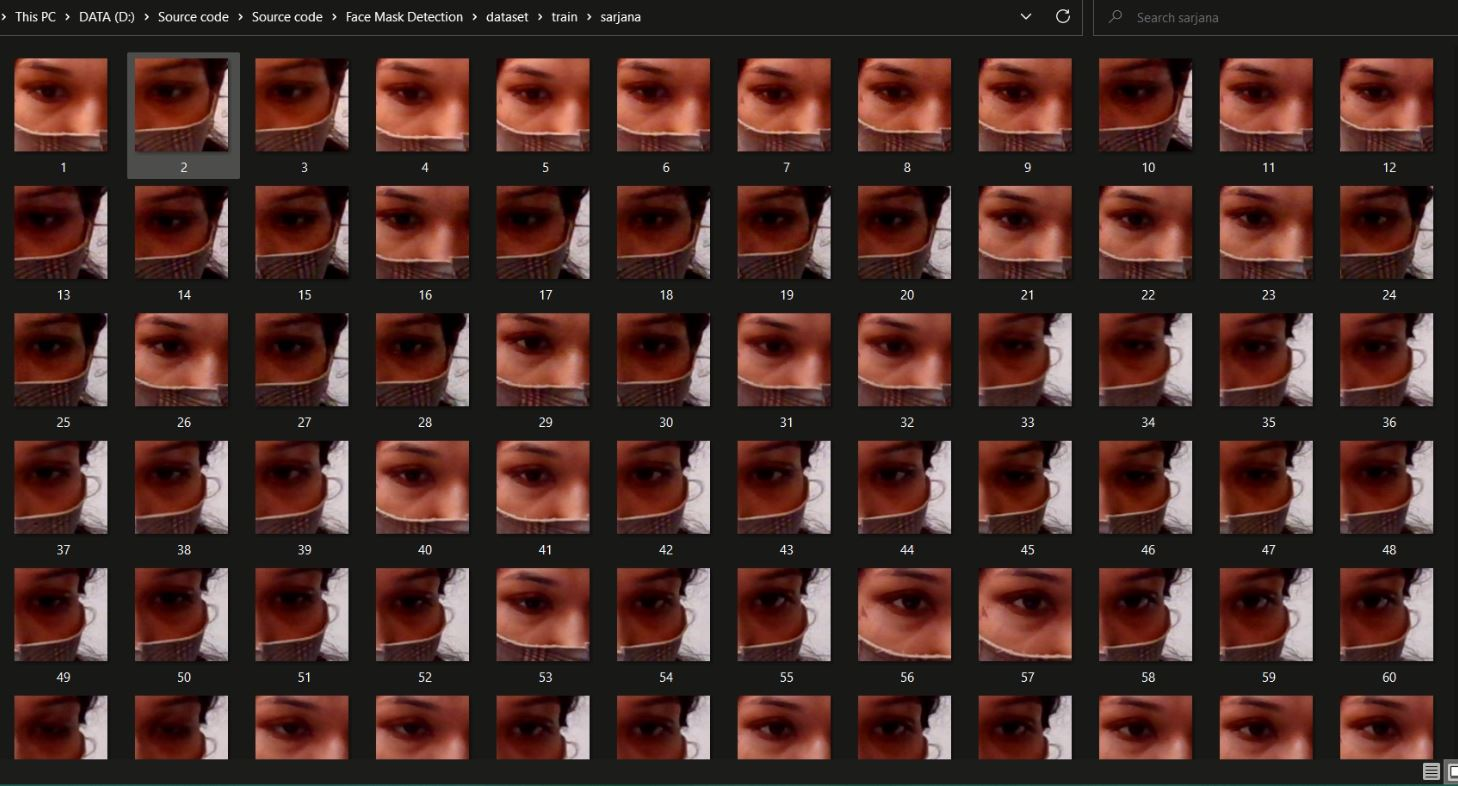 This PC > DATA (D:) > Source code > Source code > Face Mask Detection > dataset > train > sarjana
Search sarjana
1 2 3 4 5 6 7 8 9 10 11 12
13 14 15 16 17 18 19 20 21 22 23 24
25 26 27 28 29 30 31 32 33 34 35 36
37 38 39 40 41 42 43 44 45 46 47 48
49 50 51 52 53 54 55 56 57 58 59 60